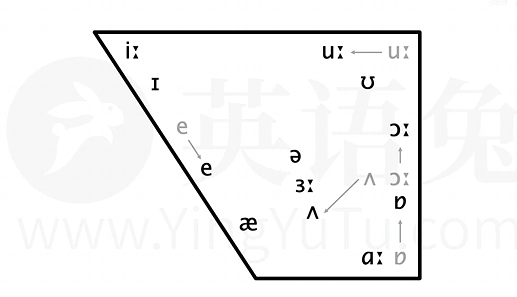 iː uː uː
ɪ ʊ
e ɔː
ə
e
ɜː ʌ ɔː
ʌ ɒ
æ
ɑː ɒ
英语兔
www.YingYuTu.com